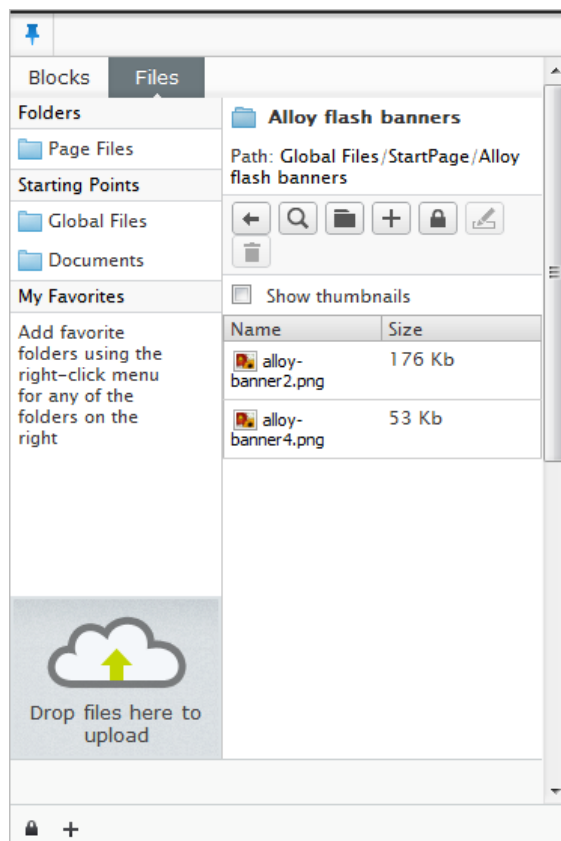 Blocks Files
Folders
Page Files
Starting Points
Global Files
Documents
My Favorites
Add favorite
folders using the
right-click menu
for any of the
folders on the
right
Drop files here to
upload
Alloy flash banners
Path: Global Files/StartPage/Alloy
flash banners
Show thumbnails
Name Size
alloy- 176 Kb
banner2.png
alloy- 53 Kb
banner4.png